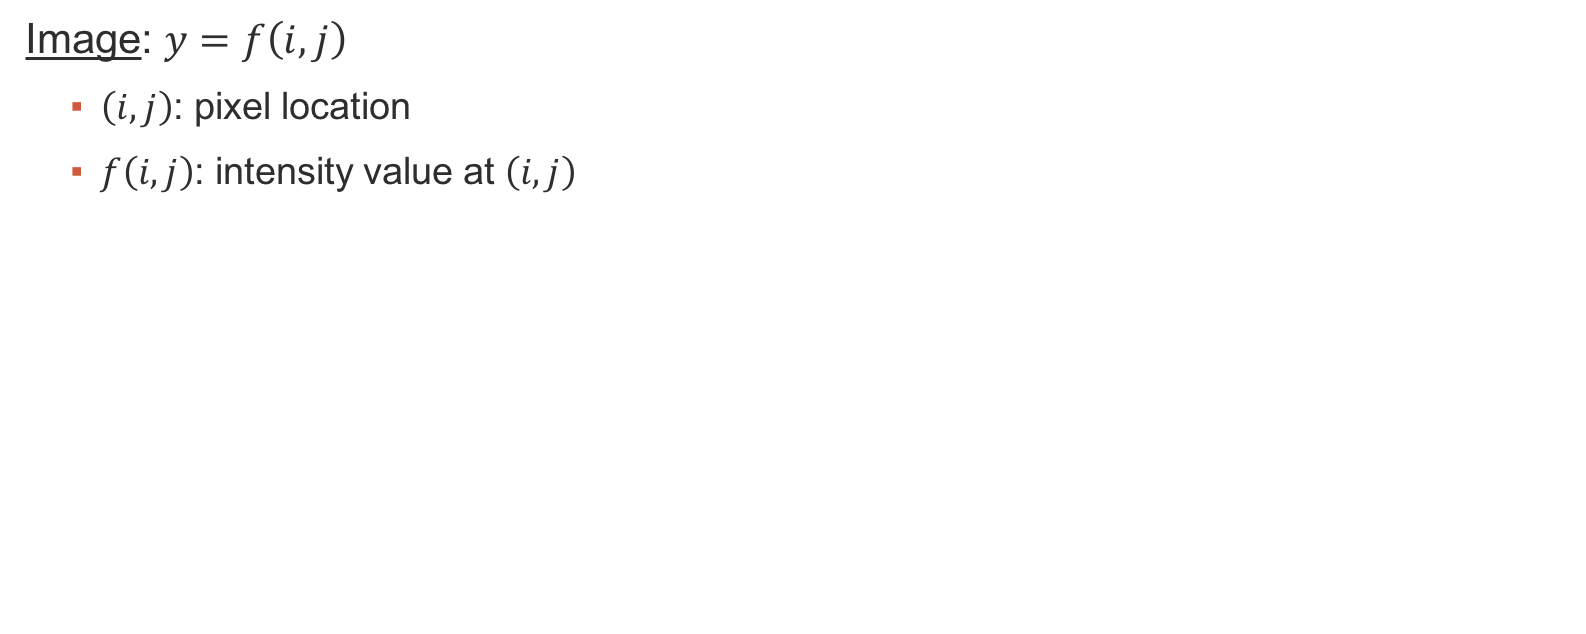 Image: y = f(i, j)
▪ (i, j): pixel location
▪ f(i, j): intensity value at (i, j)